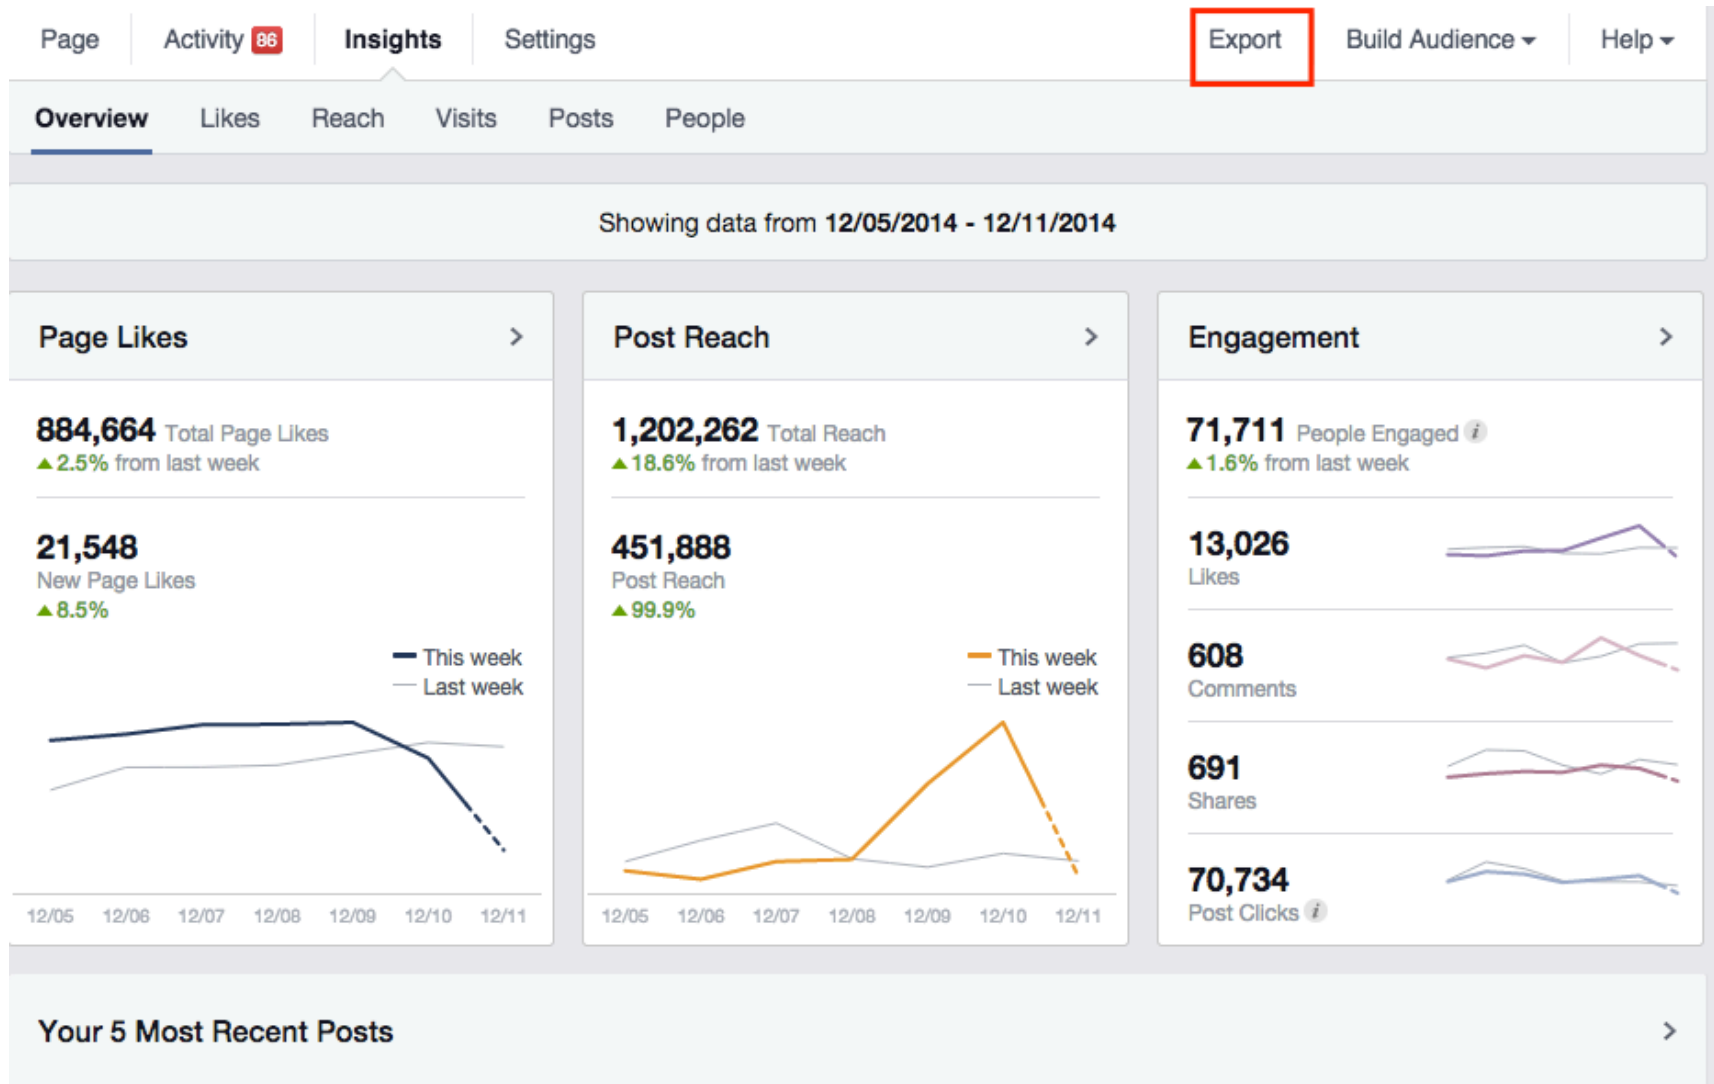 Page Activity 86 Insights Settings Export Build Audience Help
Overview Likes Reach Visits Posts People
Showing data from 12/05/2014 - 12/11/2014
Page Likes
884,664 Total Page Likes
2.5% from last week
21,548
New Page Likes
8.5%
This week
Last week
12/05 12/06 12/07 12/08 12/09 12/10 12/11
Post Reach
1,202,262 Total Reach
18.6% from last week
451,888
Post Reach
99.9%
This week
Last week
12/05 12/06 12/07 12/08 12/09 12/10 12/11
Engagement
71,711 People Engaged i
1.6% from last week
13,026
Likes
608
Comments
691
Shares
70,734
Post Clicks i
Your 5 Most Recent Posts